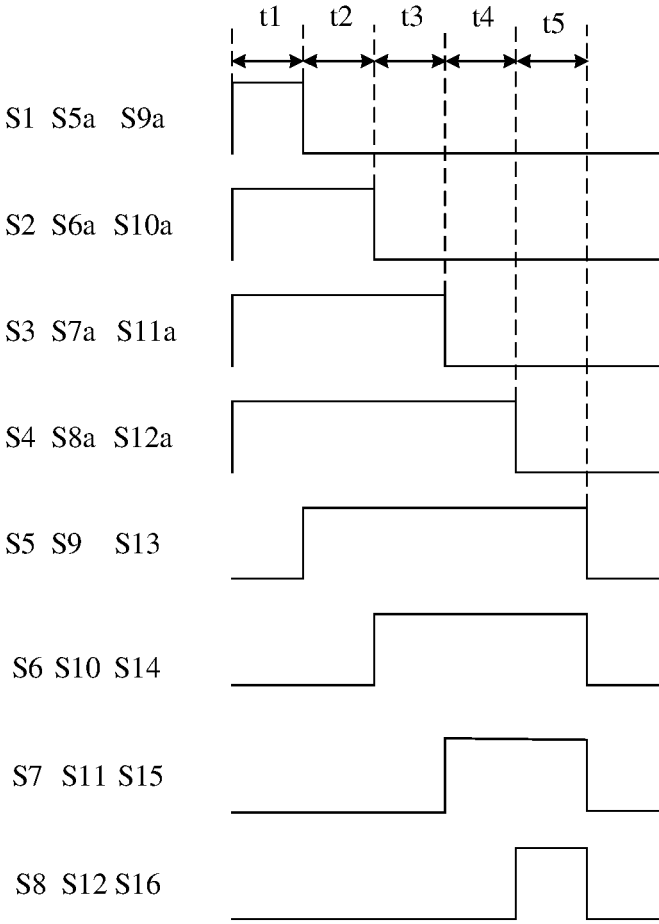 t1 t2 t3 t4 t5
S1 S5a S9a
S2 S6a S10a
S3 S7a S11a
S4 S8a S12a
S5 S9 S13
S6 S10 S14
S7 S11 S15
S8 S12 S16